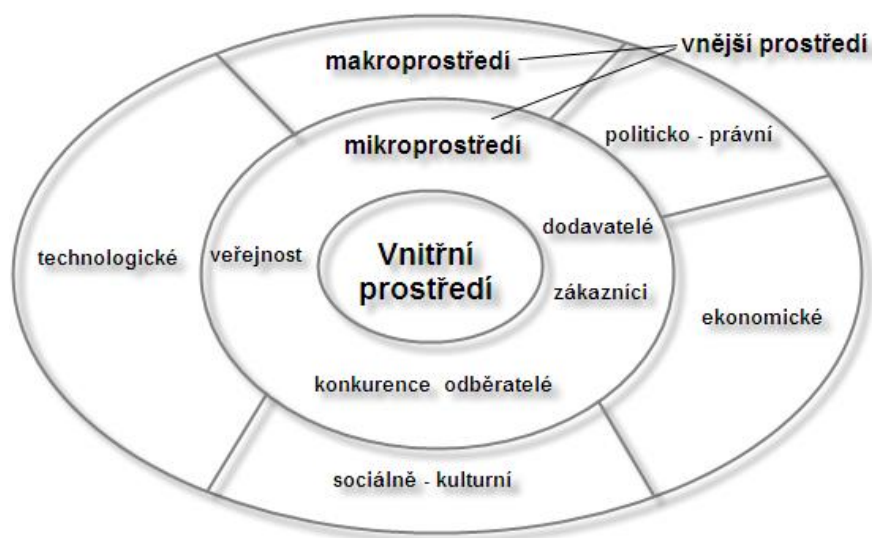 makroprostředí
vnější prostředí
mikroprostředí
politicko - právní
technologické
veřejnost
Vnitřní
prostředí
dodavatelé
zákazníci
ekonomické
konkurence odběratelé
sociálně - kulturní